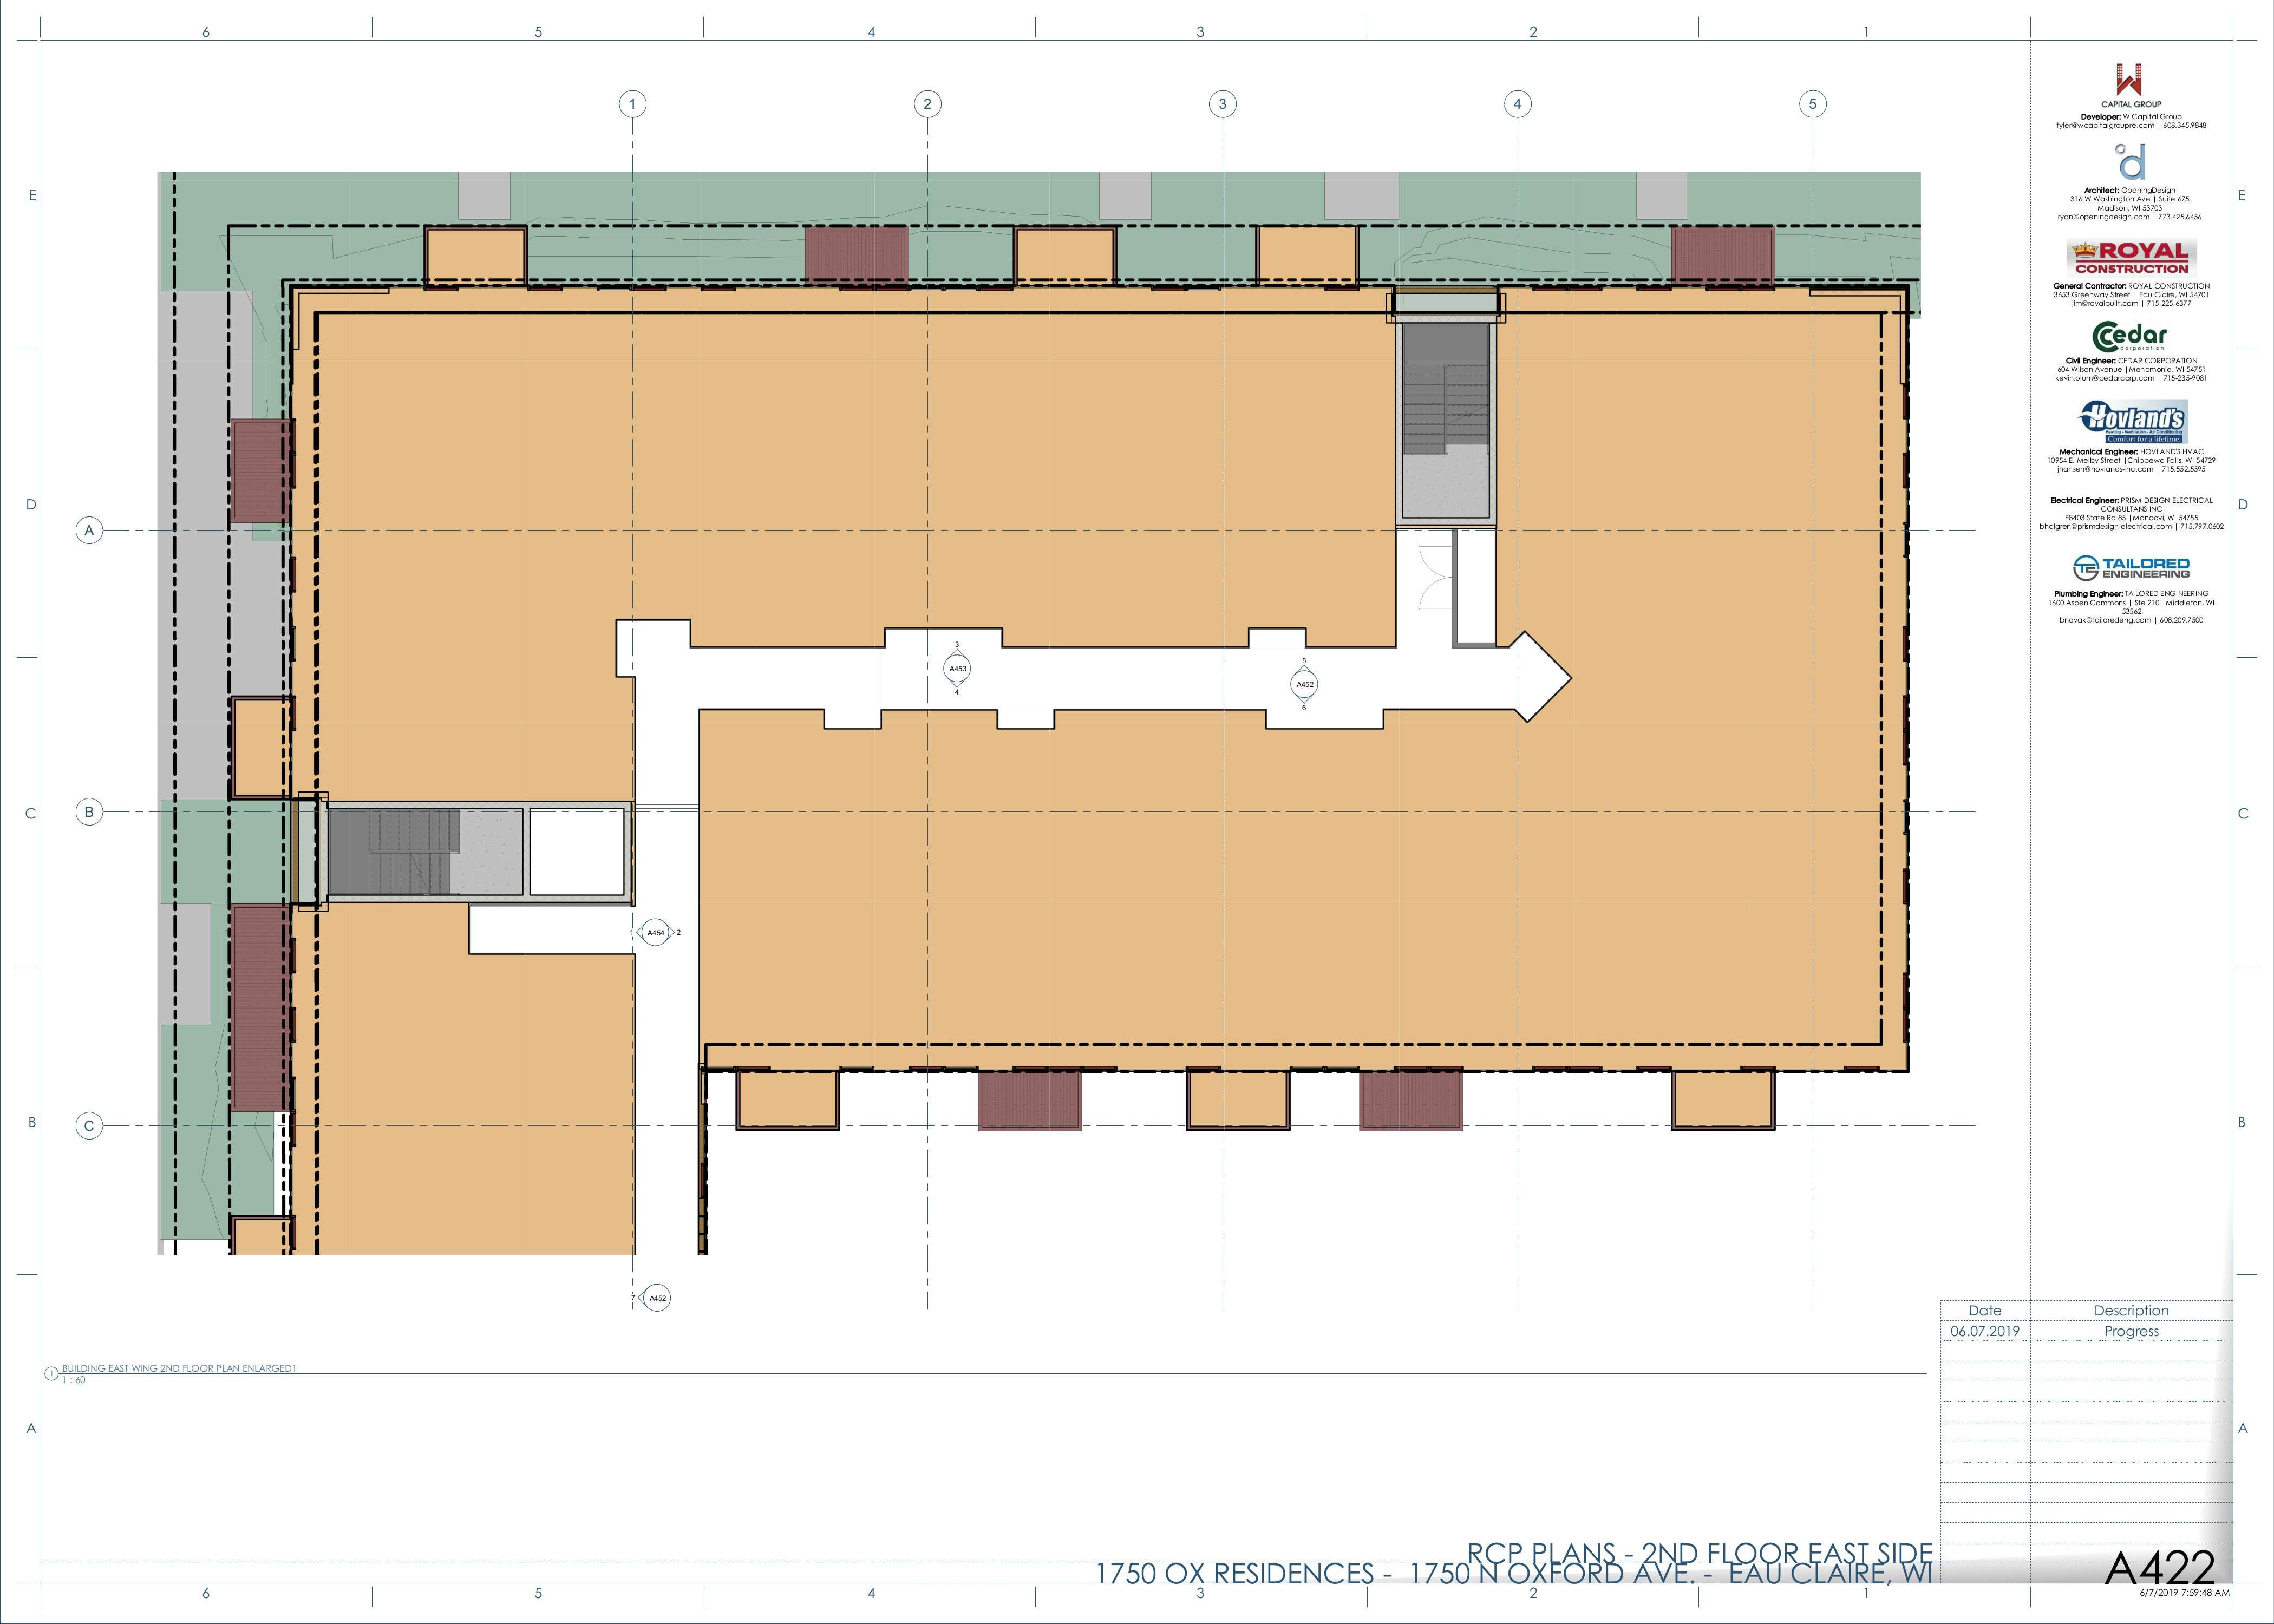 6 5 4 3 2 1
1 2 3 4 5
E E
D D
C C
B B
A A
A
B
C
3
A453
4
5
A452
6
1 A454 2
7 A452
W
CAPITAL GROUP
Developer: W Capital Group
tyler@wcapitalgroupre.com | 608.345.9848
d
Architect: OpeningDesign
316 W Washington Ave | Suite 675
Madison, WI 53703
ryan@openingdesign.com | 773.425.6456
ROYAL
CONSTRUCTION
General Contractor: ROYAL CONSTRUCTION
3653 Greenway Street | Eau Claire, WI 54701
jim@royalbuilt.com | 715-225-6377
Cedar
corporation
Civil Engineer: CEDAR CORPORATION
604 Wilson Avenue |Menomonie, WI 54751
kevin.oium@cedarcorp.com | 715-235-9081
Hovland's
Heating - Ventilation - Air Conditioning
Comfort for a lifetime.
Mechanical Engineer: HOVLAND'S HVAC
10954 E. Melby Street |Chippewa Falls, WI 54729
jhansen@hovlands-inc.com | 715.552.5595
Electrical Engineer: PRISM DESIGN ELECTRICAL
CONSULTANS INC
E8403 State Rd 85 |Mondovi, WI 54755
bhalgren@prismdesign-electrical.com | 715.797.0602
TE TAILORED
ENGINEERING
Plumbing Engineer: TAILORED ENGINEERING
1600 Aspen Commons | Ste 210 |Middleton, WI
53562
bnovak@tailoredeng.com | 608.209.7500
Date Description
06.07.2019 Progress
1 BUILDING EAST WING 2ND FLOOR PLAN ENLARGED1
1 : 60
RCP PLANS - 2ND FLOOR EAST SIDE
1750 OX RESIDENCES - 1750 N OXFORD AVE. - EAU CLAIRE, WI
A422
6/7/2019 7:59:48 AM
6 5 4 3 2 1